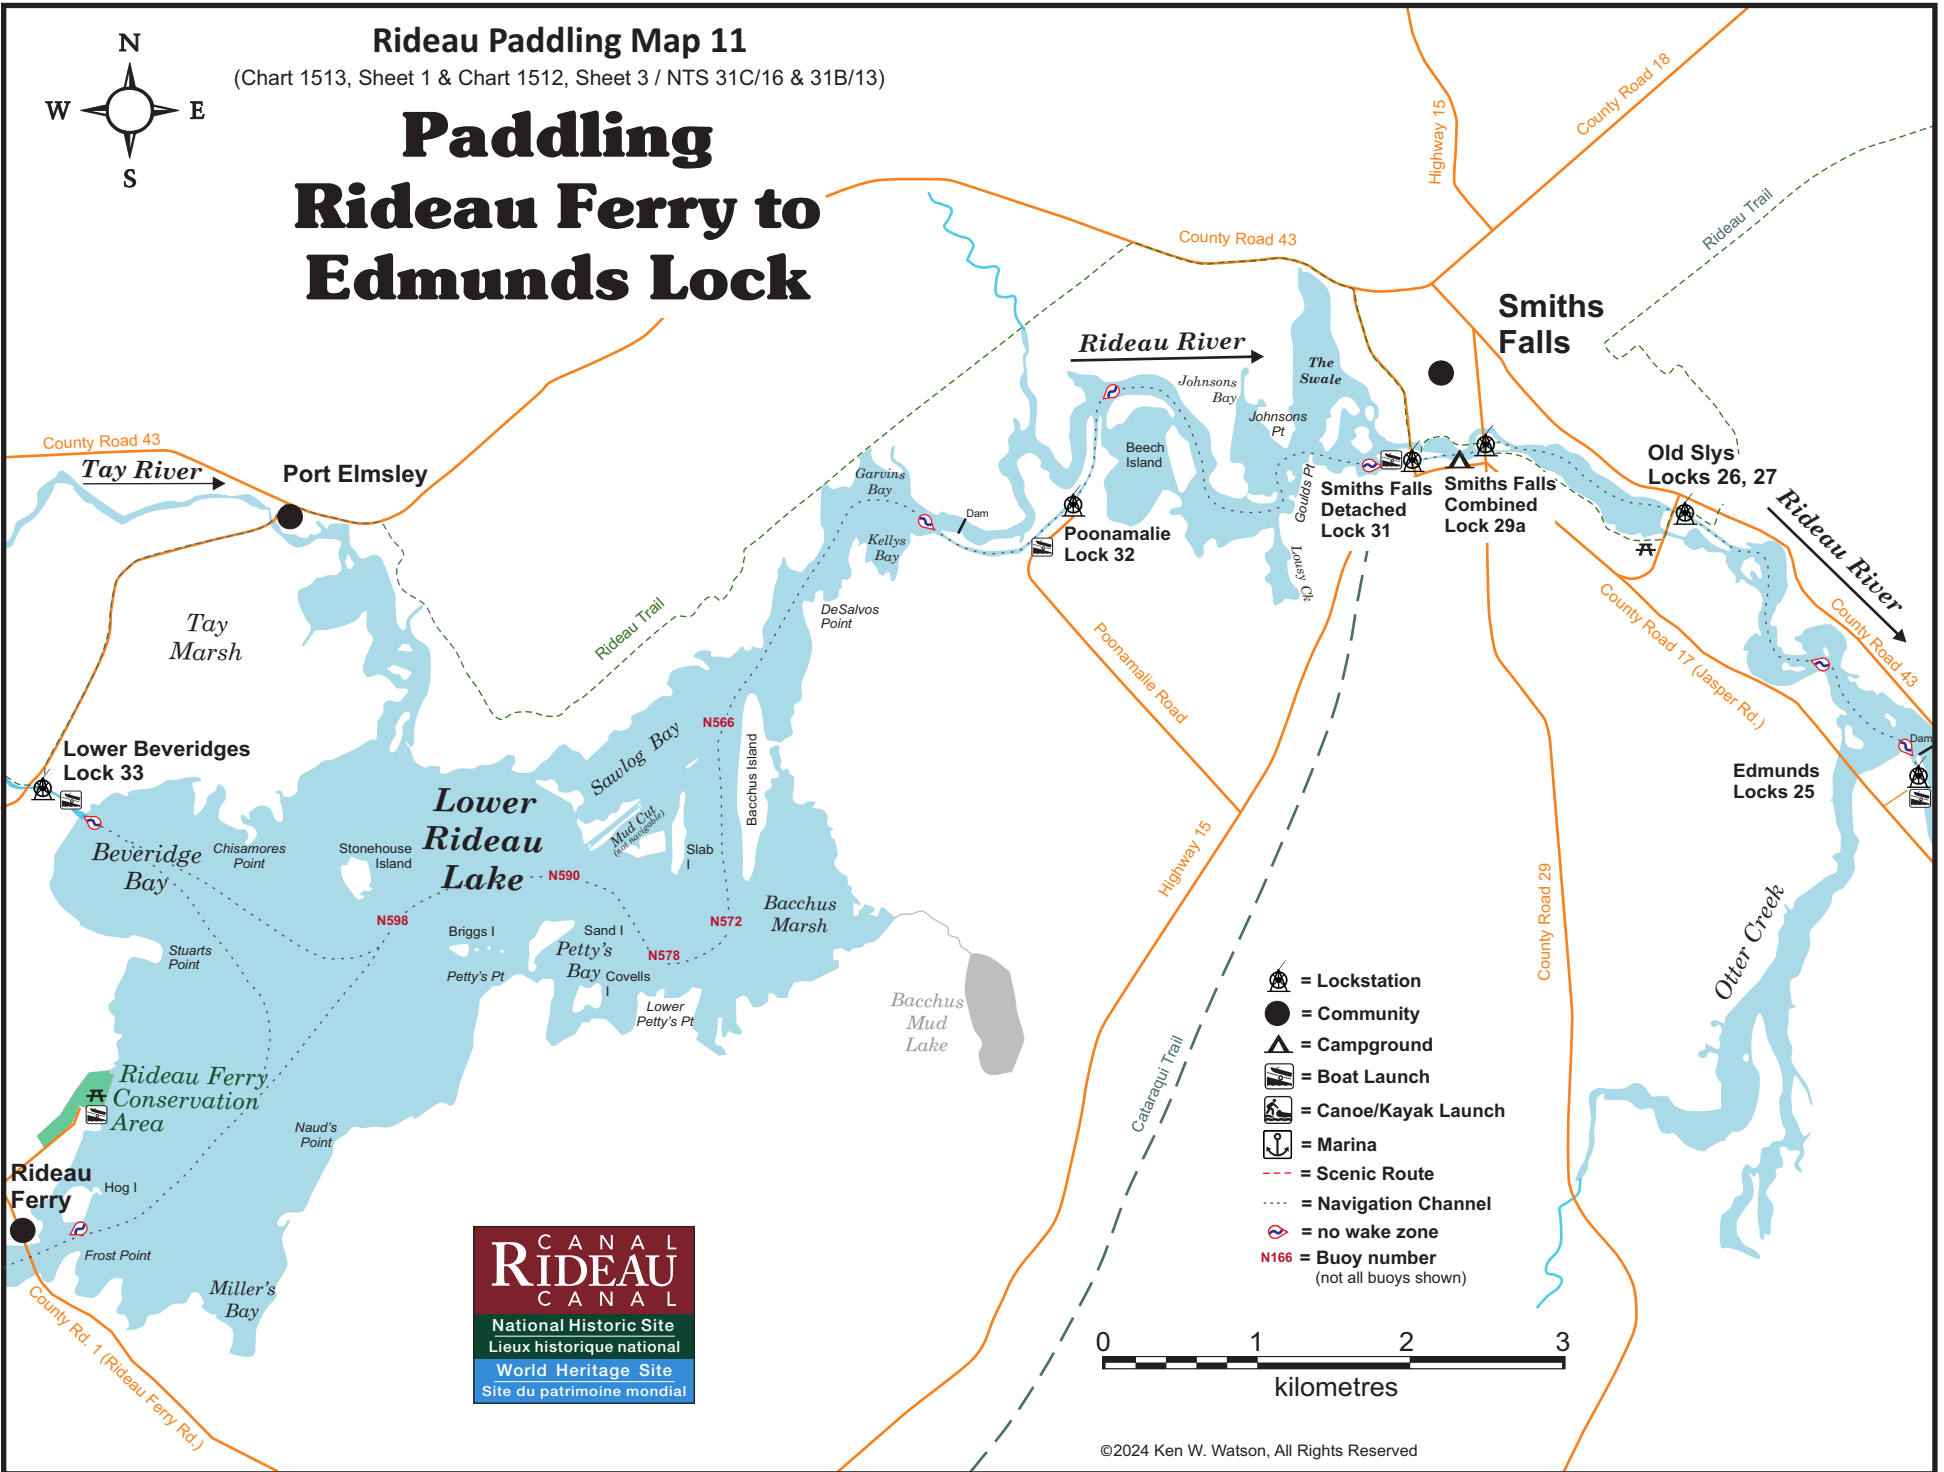 Rideau Paddling Map 11
(Chart 1513, Sheet 1 & Chart 1512, Sheet 3 / NTS 31C/16 & 31B/13)
Paddling
Rideau Ferry to
Edmunds Lock
N
W
E
S
Highway 15
County Road 18
Rideau Trail
County Road 43
Smiths
Falls
Rideau River
The
Swale
Johnsons
Bay
Johnsons
Pt
Beech
Island
Goulds Pt
Lousy Ck
Smiths Falls
Detached
Lock 31
Smiths Falls
Combined
Lock 29a
Old Slys
Locks 26, 27
Rideau River
County Road 43
County Road 17 (Jasper Rd.)
Dam
Edmunds
Locks 25
Otter Creek
County Road 43
Tay River
Port Elmsley
Tay
Marsh
Garvins
Bay
Kellys
Bay
Dam
Poonamalie
Lock 32
DeSalvos
Point
Rideau Trail
Poonamalie Road
Lower Beveridges
Lock 33
Beveridge
Bay
Chisamores
Point
Stonehouse
Island
Lower
Rideau
Lake
Sawlog Bay
Mud Cut
(not navigable)
Slab
I
Bacchus Island
N566
N590
N598
N572
N578
Bacchus
Marsh
Briggs I
Sand I
Petty's
Bay
Petty's Pt
Covells
I
Lower
Petty's Pt
Stuarts
Point
Bacchus
Mud
Lake
Highway 15
Cataraqui Trail
County Road 29
Rideau Ferry
Conservation
Area
Naud's
Point
Rideau
Ferry
Hog I
Frost Point
Miller's
Bay
County Rd. 1 (Rideau Ferry Rd.)
CANAL
RIDEAU
CANAL
National Historic Site
Lieux historique national
World Heritage Site
Site du patrimoine mondial
= Lockstation
= Community
= Campground
= Boat Launch
= Canoe/Kayak Launch
= Marina
= Scenic Route
= Navigation Channel
= no wake zone
N166 = Buoy number
(not all buoys shown)
0 1 2 3
kilometres
©2024 Ken W. Watson, All Rights Reserved